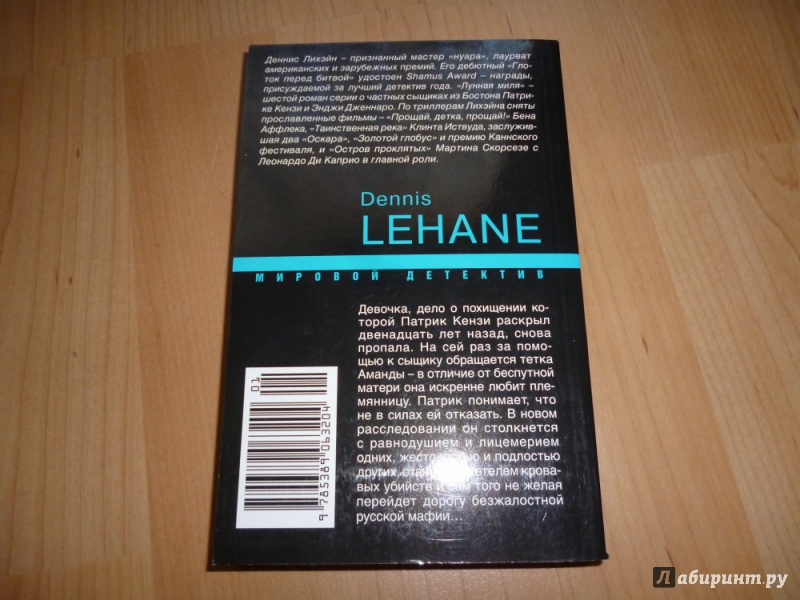 Деннис Лихэйн – признанный мастер «нуара», лауреат
американских и зарубежных премий. Его дебютный «Гло-
ток перед битвой» удостоен Shamus Award – награды,
присуждаемой за лучший детектив года. «Лунная миля» –
шестой роман серии о частных сыщиках из Бостона Патри-
ке Кензи и Энджи Дженнаро. По триллерам Лихэйна сняты
прославленные фильмы – «Прощай, детка, прощай!» Бена
Аффлека, «Таинственная река» Клинта Иствуда, заслужив-
шая два «Оскара», «Золотой глобус» и премию Каннского
фестиваля, и «Остров проклятых» Мартина Скорсезе с
Леонардо Ди Каприо в главной роли.
Dennis
LEHANE
МИРОВОЙ ДЕТЕКТИВ
Девочка, дело о похищении ко-
торой Патрик Кензи раскрыл
двенадцать лет назад, снова
пропала. На сей раз за помо-
щью к сыщику обращается тетка
Аманды – в отличие от беспутной
матери она искренне любит пле-
мянницу. Патрик понимает, что
не в силах ей отказать. В новом
расследовании он столкнется
с равнодушием и лицемерием
одних, жестокостью и подлостью
других, крова-
вых убийств и сам того не желая
перейдет дорогу безжалостной
русской мафии...
01
9 785389 063204
Лабиринт.ру